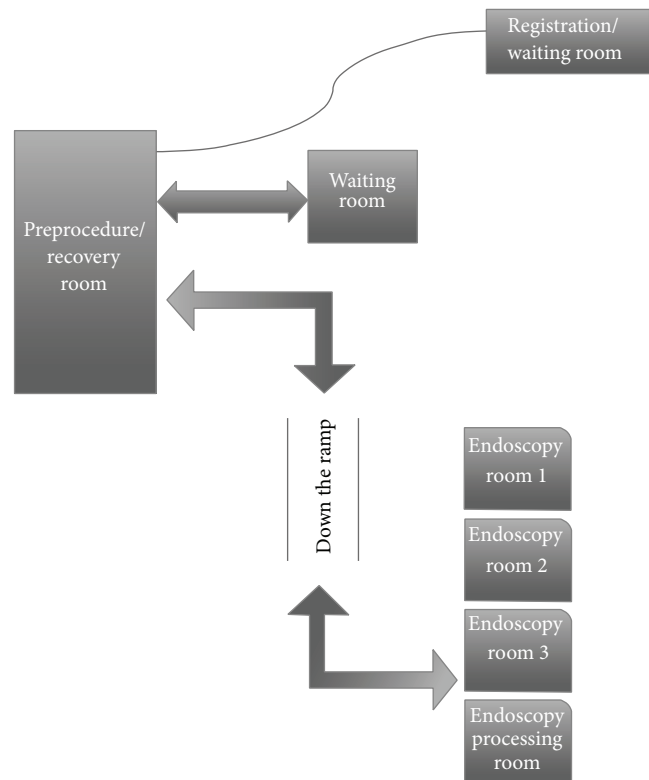 Registration/
waiting room
Waiting
room
Preprocedure/
recovery
room
Down the ramp
Endoscopy
room 1
Endoscopy
room 2
Endoscopy
room 3
Endoscopy
processing
room